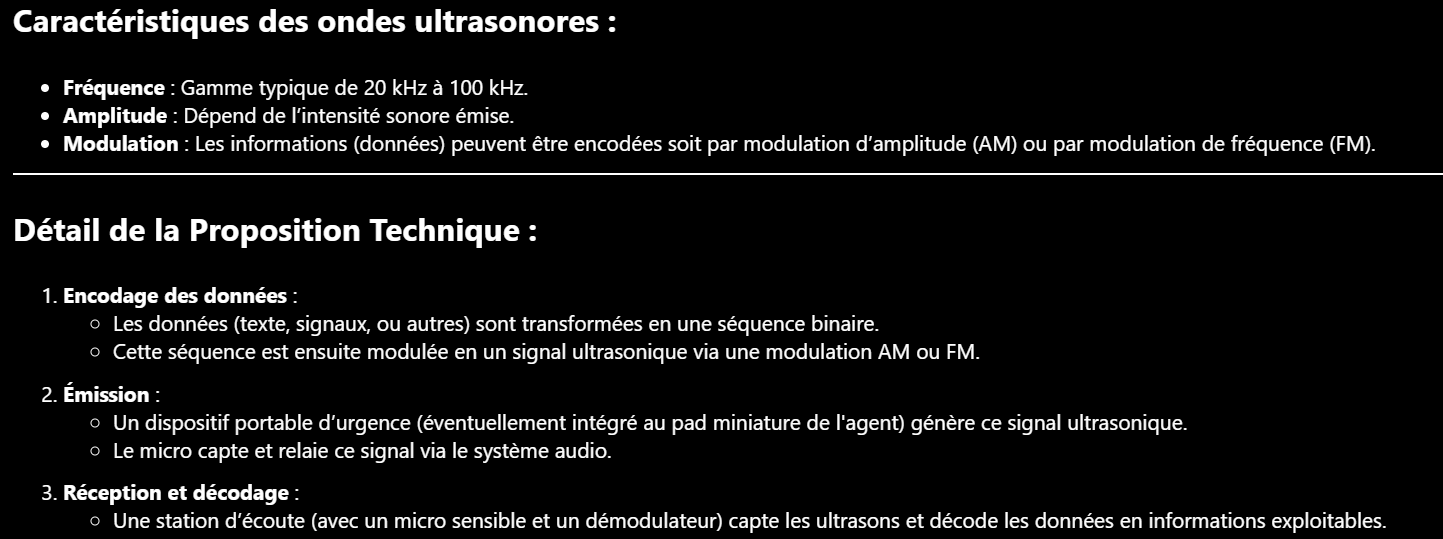 Caractéristiques des ondes ultrasonores :
• Fréquence : Gamme typique de 20 kHz à 100 kHz.
• Amplitude : Dépend de l’intensité sonore émise.
• Modulation : Les informations (données) peuvent être encodées soit par modulation d’amplitude (AM) ou par modulation de fréquence (FM).
Détail de la Proposition Technique :
1. Encodage des données :
○ Les données (texte, signaux, ou autres) sont transformées en une séquence binaire.
○ Cette séquence est ensuite modulée en un signal ultrasonique via une modulation AM ou FM.
2. Émission :
○ Un dispositif portable d’urgence (éventuellement intégré au pad miniature de l'agent) génère ce signal ultrasonique.
○ Le micro capte et relaie ce signal via le système audio.
3. Réception et décodage :
○ Une station d’écoute (avec un micro sensible et un démodulateur) capte les ultrasons et décode les données en informations exploitables.